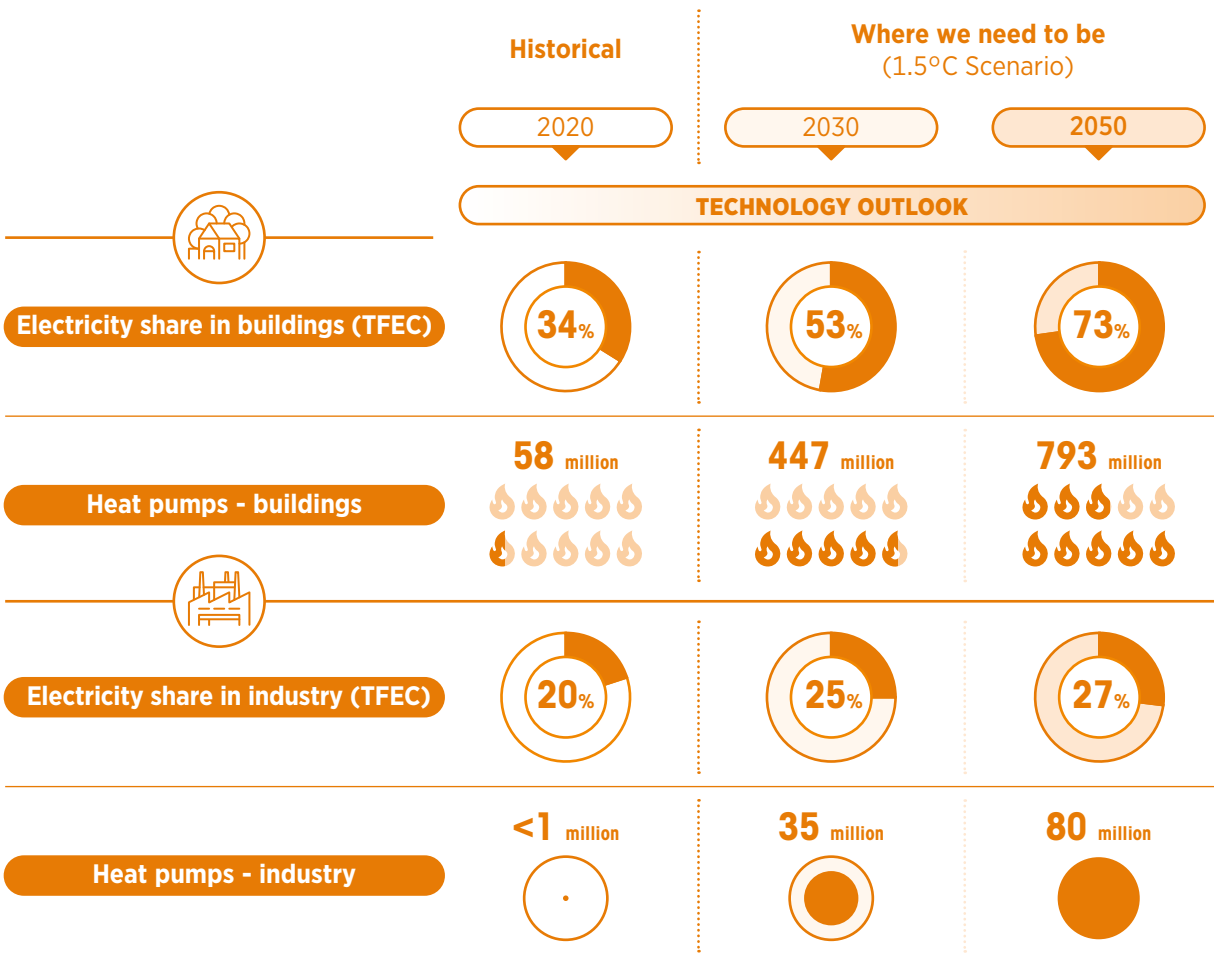 Historical
Where we need to be
(1.5°C Scenario)
2020
2030
2050
TECHNOLOGY OUTLOOK
Electricity share in buildings (TFEC)
34%
53%
73%
Heat pumps - buildings
58 million
447 million
793 million
Electricity share in industry (TFEC)
20%
25%
27%
Heat pumps - industry
<1 million
35 million
80 million